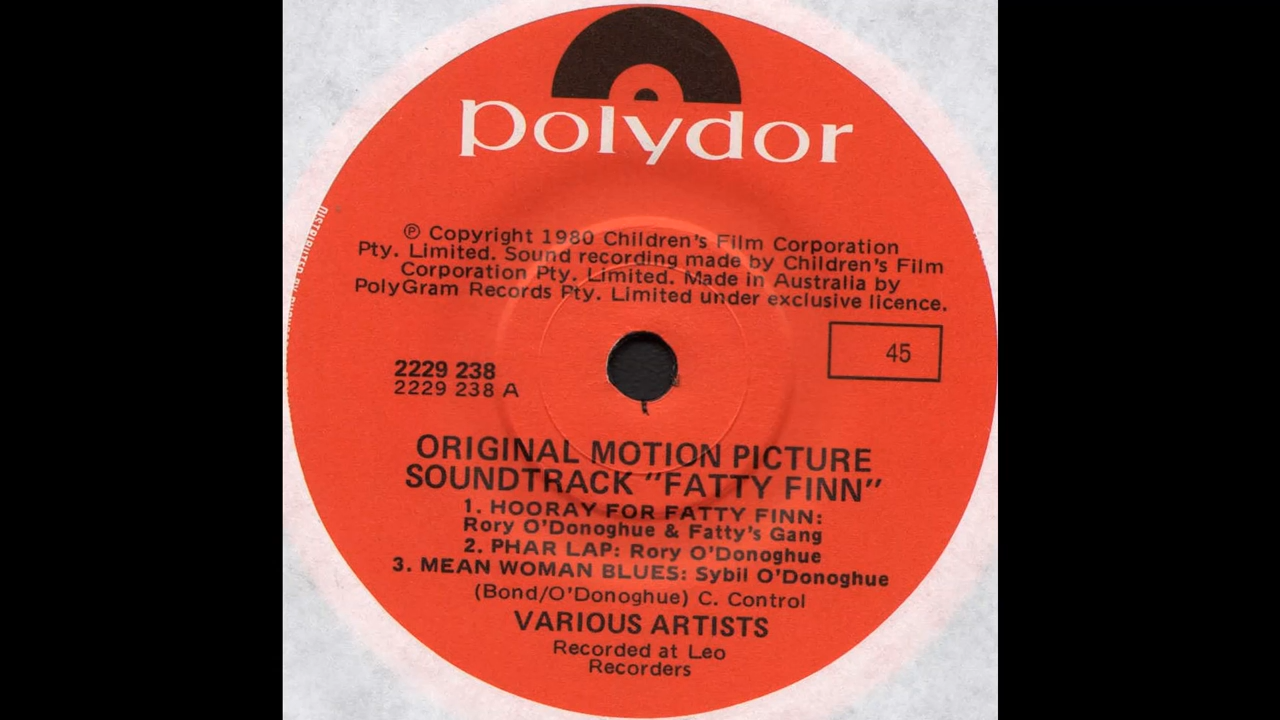 polydor
℗ Copyright 1980 Children's Film Corporation
Pty. Limited. Sound recording made by Children's Film
Corporation Pty. Limited. Made in Australia by
PolyGram Records Pty. Limited under exclusive licence.
45
2229 238
2229 238 A
ORIGINAL MOTION PICTURE
SOUNDTRACK "FATTY FINN"
1. HOORAY FOR FATTY FINN:
Rory O'Donoghue & Fatty's Gang
2. PHAR LAP: Rory O'Donoghue
3. MEAN WOMAN BLUES: Sybil O'Donoghue
(Bond/O'Donoghue) C. Control
VARIOUS ARTISTS
Recorded at Leo
Recorders
DISTRIBUTED BY